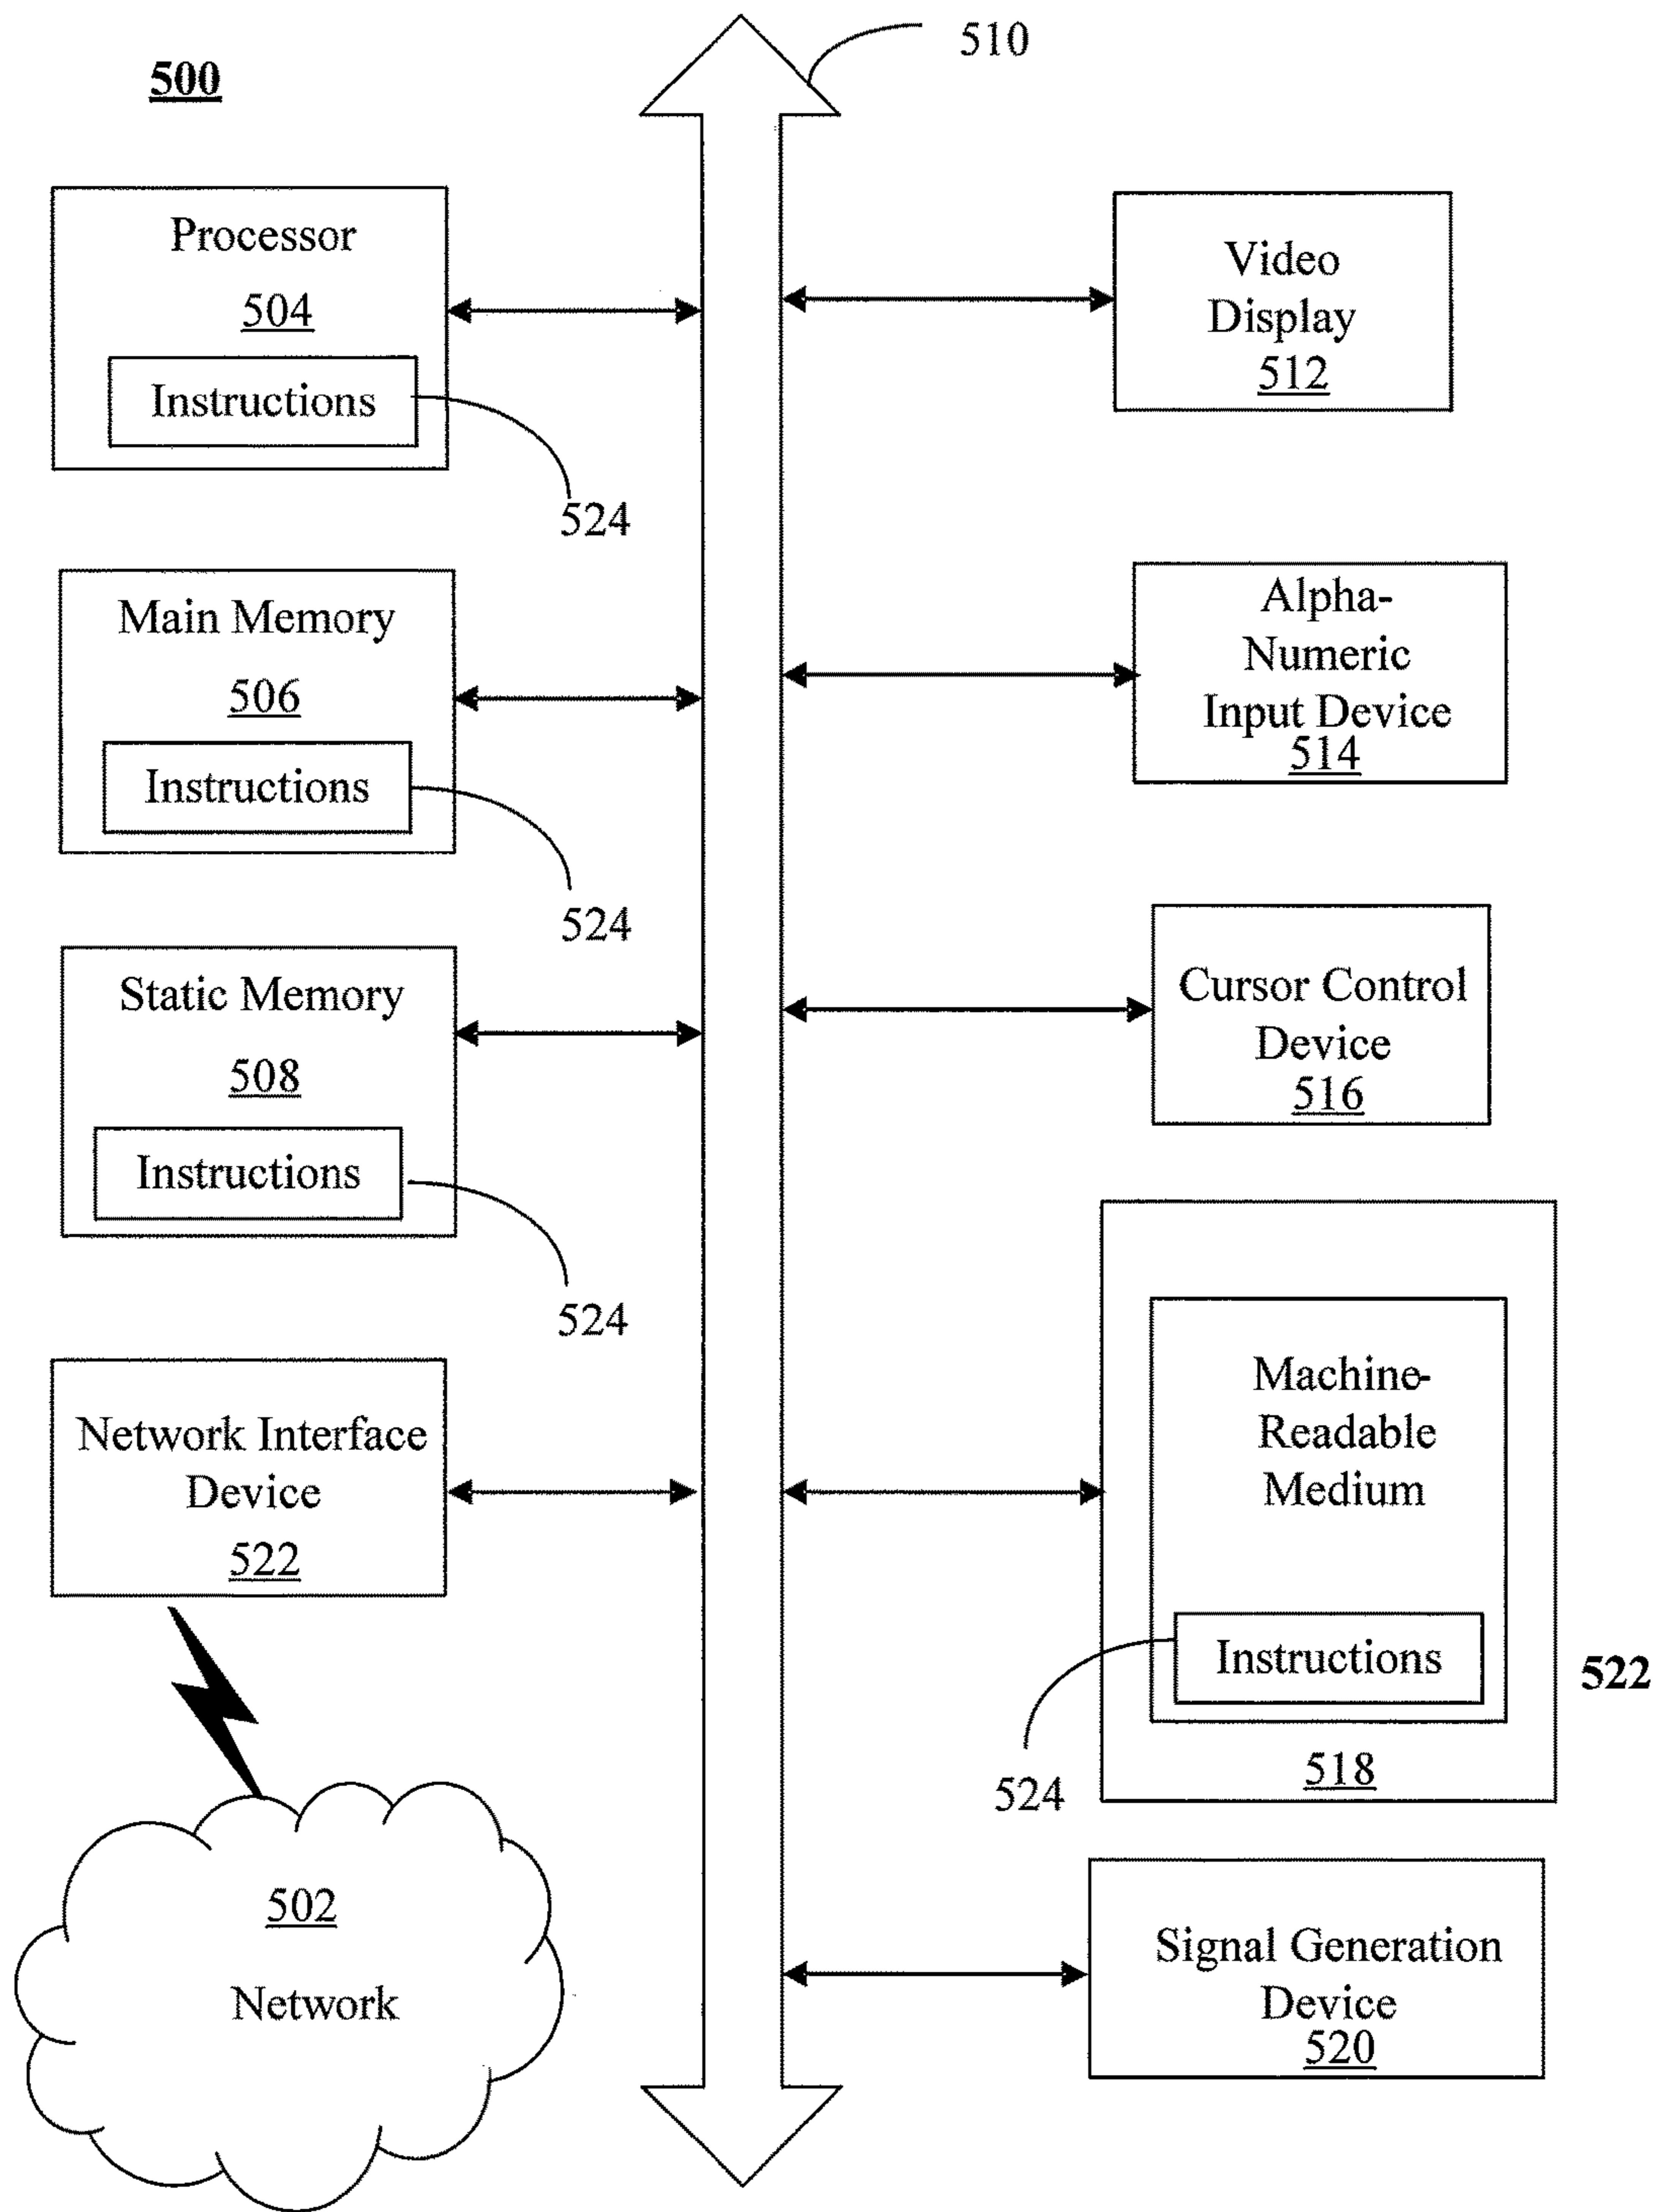 500
510
Processor
504
Instructions
524
Main Memory
506
Instructions
524
Static Memory
508
Instructions
524
Network Interface
Device
522
502
Network
Video
Display
512
Alpha-
Numeric
Input Device
514
Cursor Control
Device
516
Machine-
Readable
Medium
Instructions
522
518
524
Signal Generation
Device
520